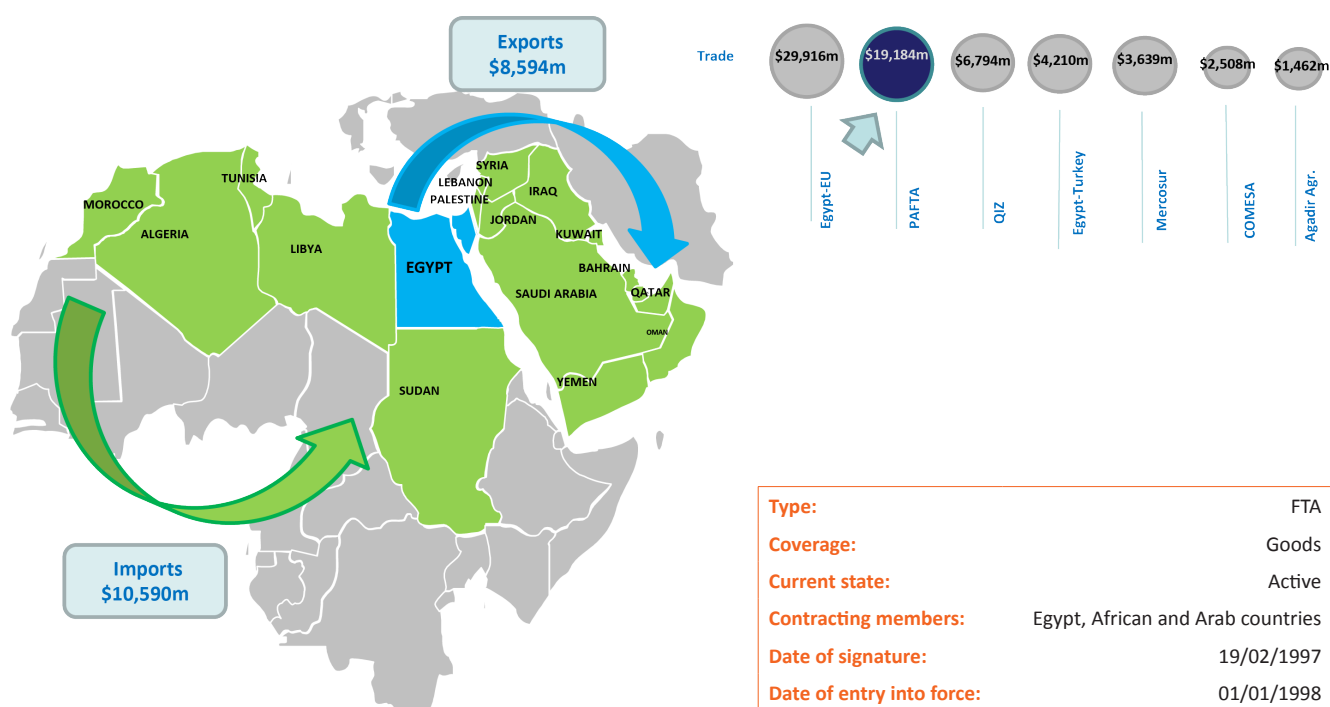 Exports
$8,594m
Trade
$29,916m
$19,184m
$6,794m
$4,210m
$3,639m
$2,508m
$1,462m
Egypt-EU
PAFTA
QIZ
Egypt-Turkey
Mercosur
COMESA
Agadir Agr.
MOROCCO
ALGERIA
TUNISIA
LIBYA
EGYPT
SUDAN
SYRIA
LEBANON
PALESTINE
IRAQ
JORDAN
KUWAIT
BAHRAIN
QATAR
SAUDI ARABIA
OMAN
YEMEN
Imports
$10,590m
Type: FTA
Coverage: Goods
Current state: Active
Contracting members: Egypt, African and Arab countries
Date of signature: 19/02/1997
Date of entry into force: 01/01/1998